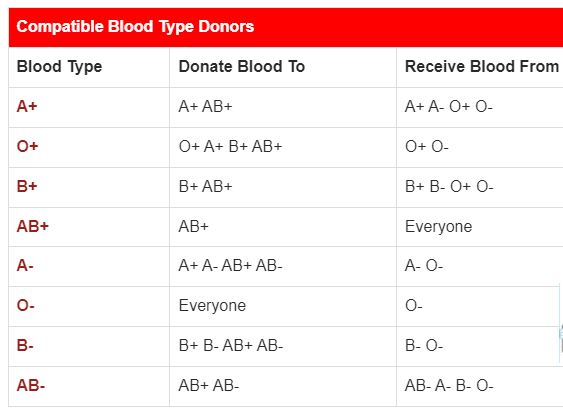 Compatible Blood Type Donors
Blood Type Donate Blood To Receive Blood From
A+ A+ AB+ A+ A- O+ O-
O+ O+ A+ B+ AB+ O+ O-
B+ B+ AB+ B+ B- O+ O-
AB+ AB+ Everyone
A- A+ A- AB+ AB- A- O-
O- Everyone O-
B- B+ B- AB+ AB- B- O-
AB- AB+ AB- AB- A- B- O-